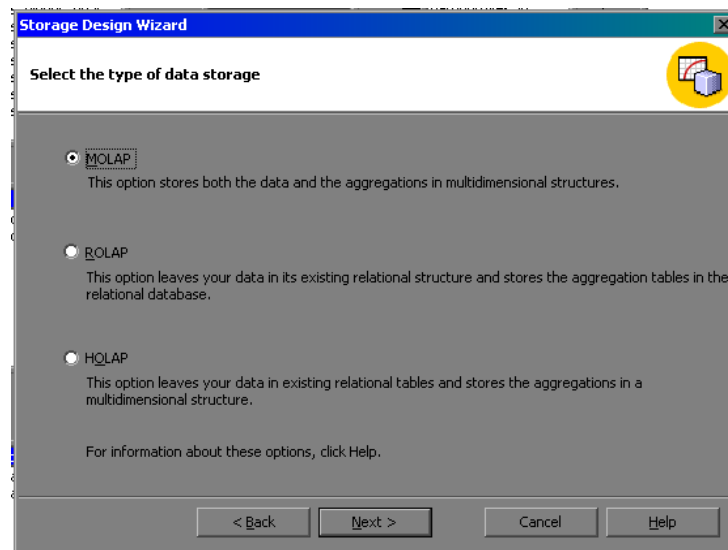 Storage Design Wizard
Select the type of data storage
MOLAP
This option stores both the data and the aggregations in multidimensional structures.
ROLAP
This option leaves your data in its existing relational structure and stores the aggregation tables in the
relational database.
HOLAP
This option leaves your data in existing relational tables and stores the aggregations in a
multidimensional structure.
For information about these options, click Help.
< Back Next > Cancel Help